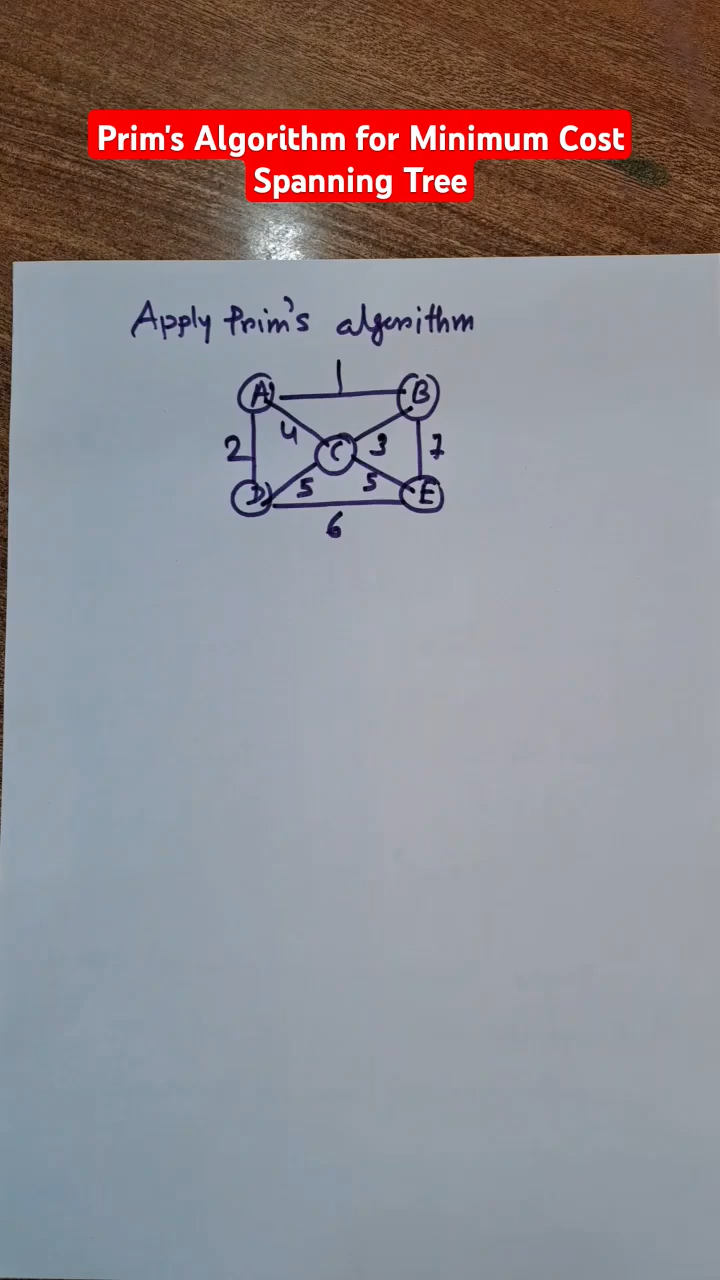 Prim's Algorithm for Minimum Cost
Spanning Tree
Apply Prim's algorithm
1
A B
4 3
2 C 7
5 5
D E
6